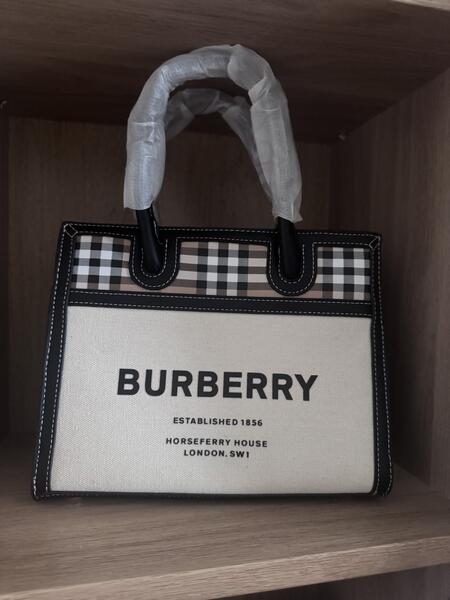 BURBERRY
ESTABLISHED 1856
HORSEFERRY HOUSE
LONDON. SW1